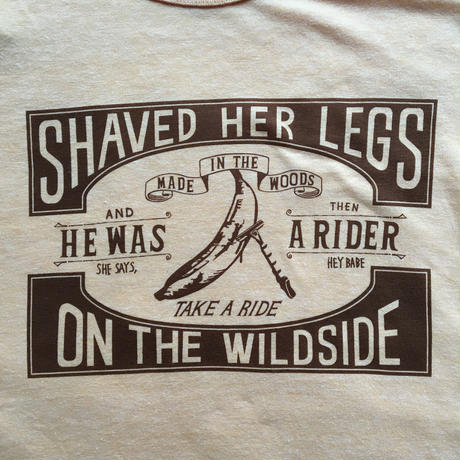 SHAVED HER LEGS
MADE IN THE WOODS
AND
HE WAS
SHE SAYS,
THEN
A RIDER
HEY BABE
TAKE A RIDE
ON THE WILDSIDE